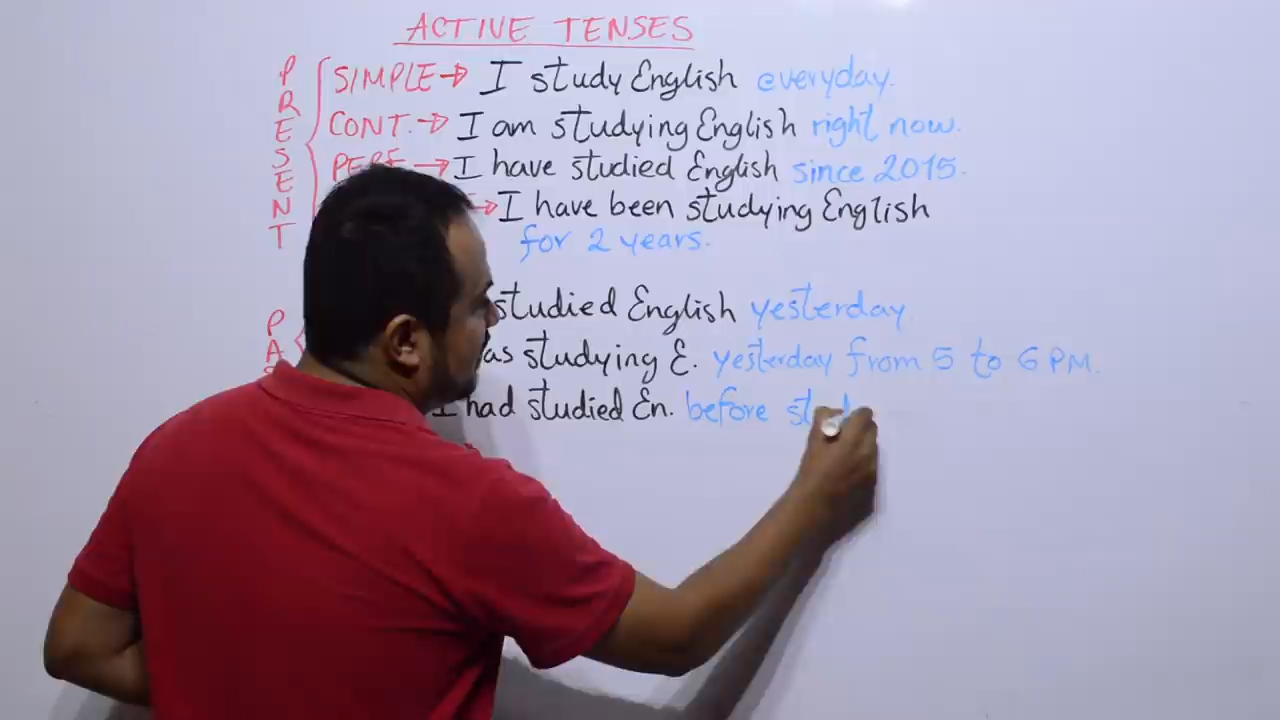 ACTIVE TENSES
PRESENT
SIMPLE → I study English everyday.
CONT. → I am studying English right now.
PERF → I have studied English since 2015.
→ I have been studying English
for 2 years.
studied English yesterday.
studying E. yesterday from 5 to 6 PM.
I had studied En. before